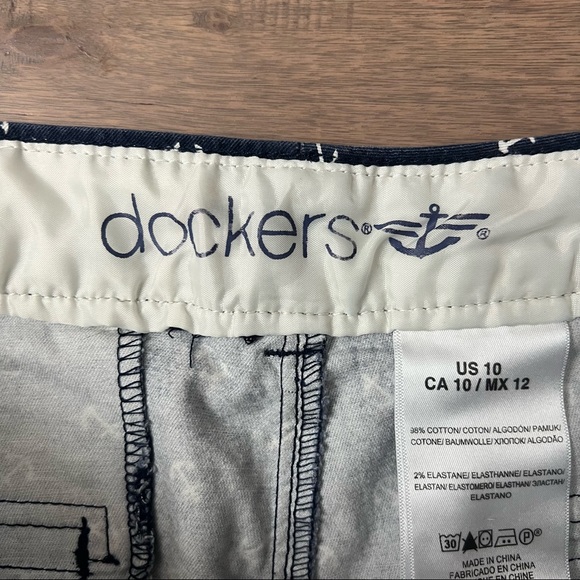 dockers® ®
US 10
CA 10 / MX 12
98% COTTON/ COTON/ ALGODÓN/ PAMUK/
COTONE/ BAUMWOLLE/ ХЛОПОК/ ALGODÃO
2% ELASTANE/ ELASTHANNE/ ELASTANO/
ELASTAN/ ELASTOMERÓ/ ELASTHAN/ ЭЛАСТАН/
ELASTANO
30 P
MADE IN CHINA
FABRICADO EN CHINA